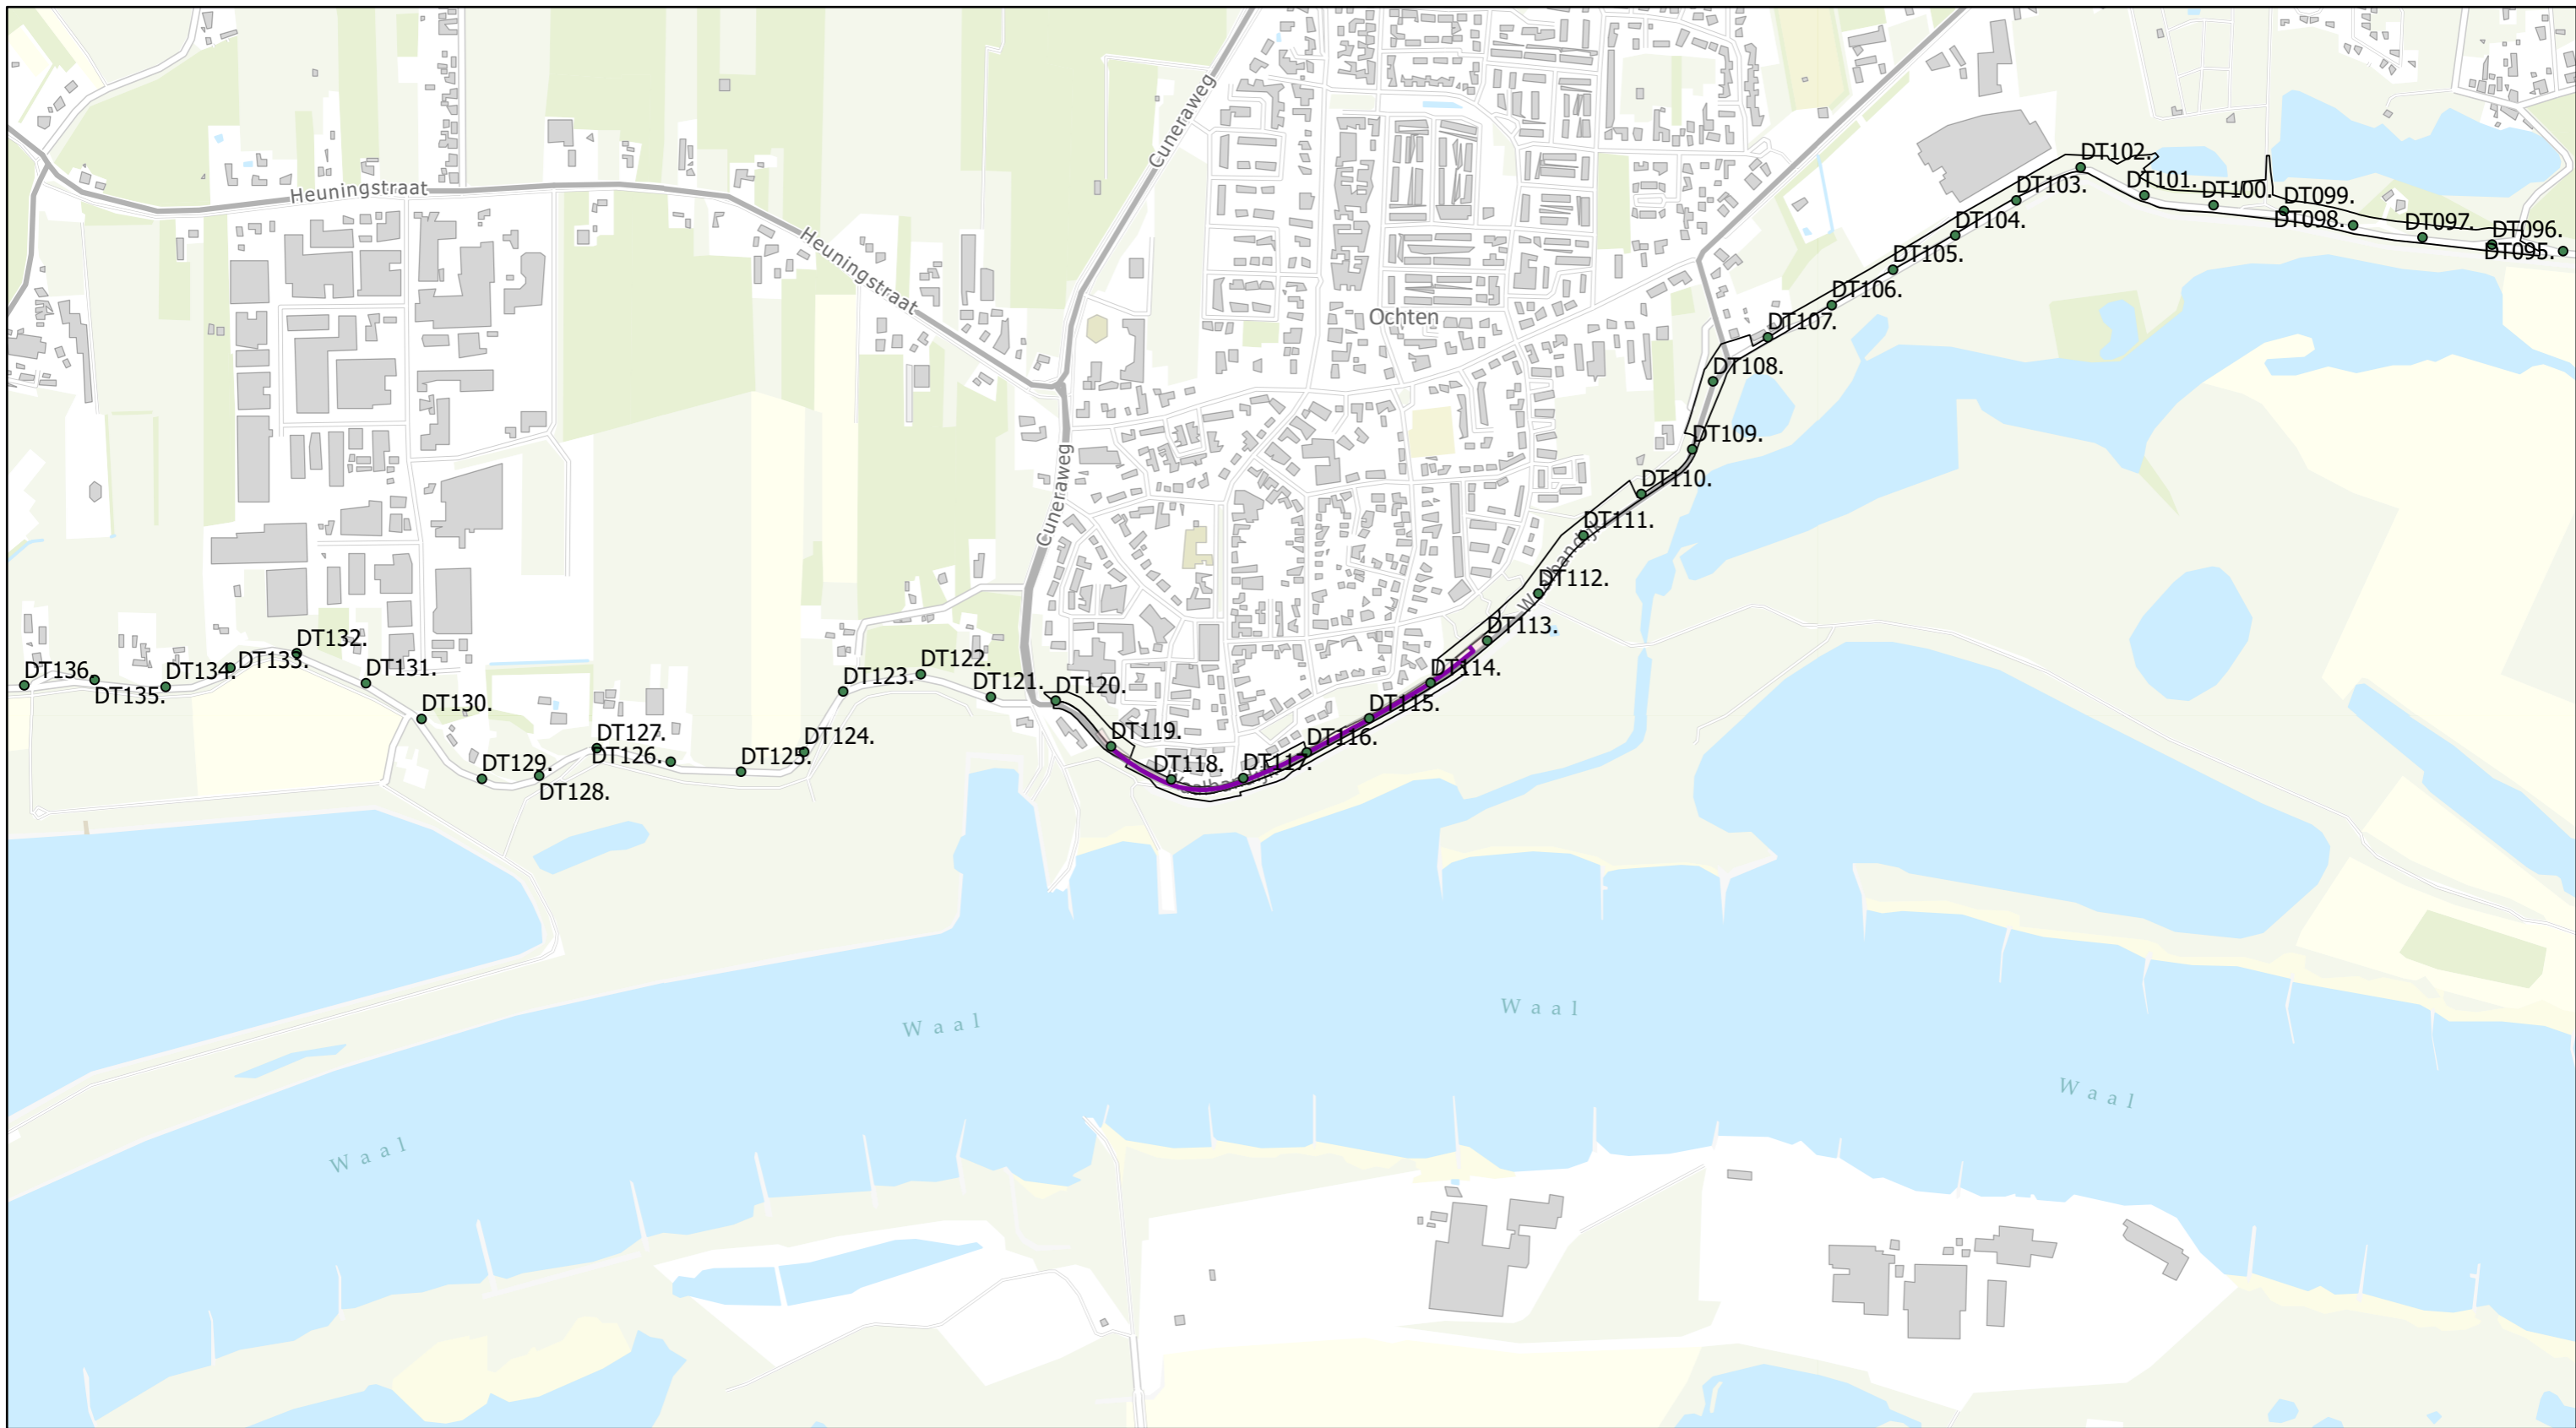 Cuneraweg
DT102.
DT101.
DT103.
DT100.
DT099.
Heuningstraat
DT104.
DT098.
DT097.
DT096.
DT095.
DT105.
Heuningstraat
DT106.
Ochten
DT107.
DT108.
DT109.
Cuneraweg
DT110.
DT111.
DT112.
DT113.
DT132.
DT133.
DT136.
DT134.
DT135.
DT131.
DT122.
DT123.
DT121.
DT120.
DT114.
DT130.
DT115.
DT127.
DT126.
DT124.
DT119.
DT116.
DT129.
DT128.
DT125.
DT118.
DT117.
Waal
Waal
Waal
Waal